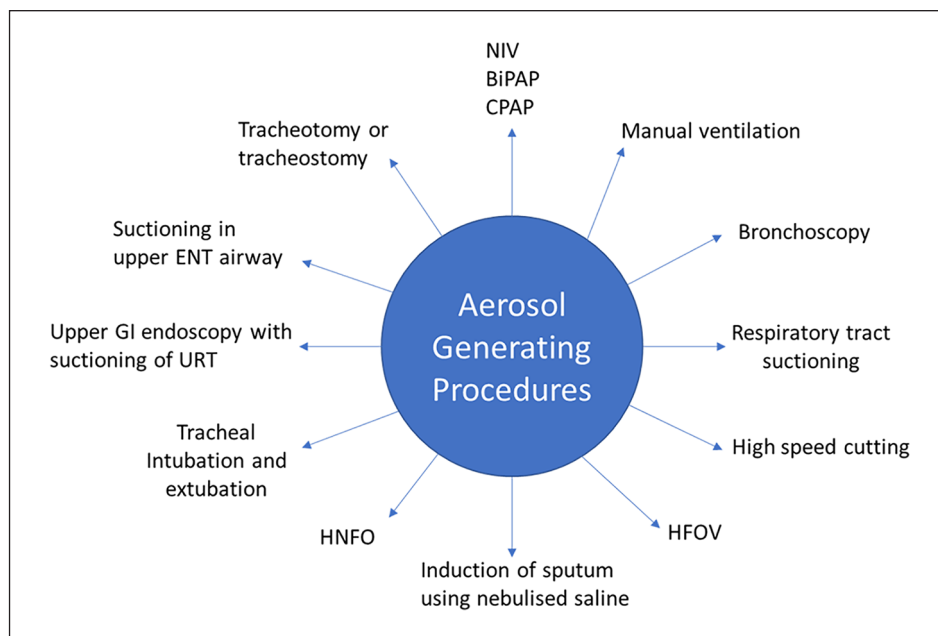 NIV
BiPAP
CPAP
Manual ventilation
Tracheotomy or
tracheostomy
Bronchoscopy
Suctioning in
upper ENT airway
Aerosol
Generating
Procedures
Upper GI endoscopy with
suctioning of URT
Respiratory tract
suctioning
Tracheal
Intubation and
extubation
High speed cutting
HNFO
HFOV
Induction of sputum
using nebulised saline